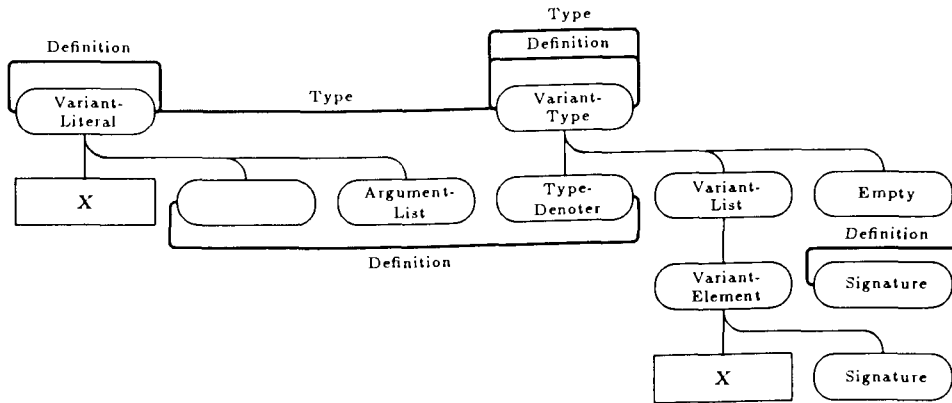 Type
Definition
Definition
Variant-
Literal
Type
Variant-
Type
X
Argument-
List
Type-
Denoter
Variant-
List
Empty
Definition
Definition
Variant-
Element
Signature
X
Signature